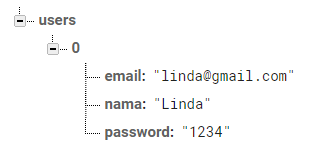 users
0
email: "linda@gmail.com"
nama: "Linda"
password: "1234"